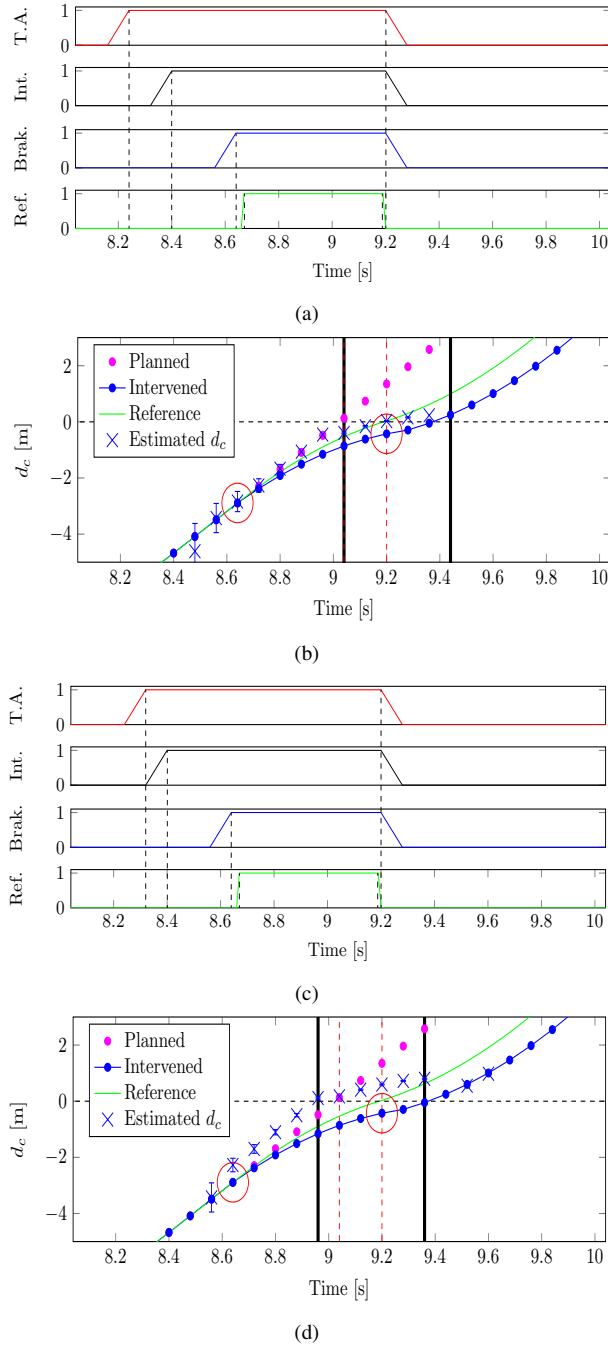 T.A.
1
0
Int.
1
0
Brak.
1
0
Ref.
1
0
8.2 8.4 8.6 8.8 9 9.2 9.4 9.6 9.8 10
Time [s]
(a)
Planned
Intervened
Reference
Estimated d_c
d_c [m]
2
0
−2
−4
8.2 8.4 8.6 8.8 9 9.2 9.4 9.6 9.8 10
Time [s]
(b)
T.A.
1
0
Int.
1
0
Brak.
1
0
Ref.
1
0
8.2 8.4 8.6 8.8 9 9.2 9.4 9.6 9.8 10
Time [s]
(c)
Planned
Intervened
Reference
Estimated d_c
d_c [m]
2
0
−2
−4
8.2 8.4 8.6 8.8 9 9.2 9.4 9.6 9.8 10
Time [s]
(d)